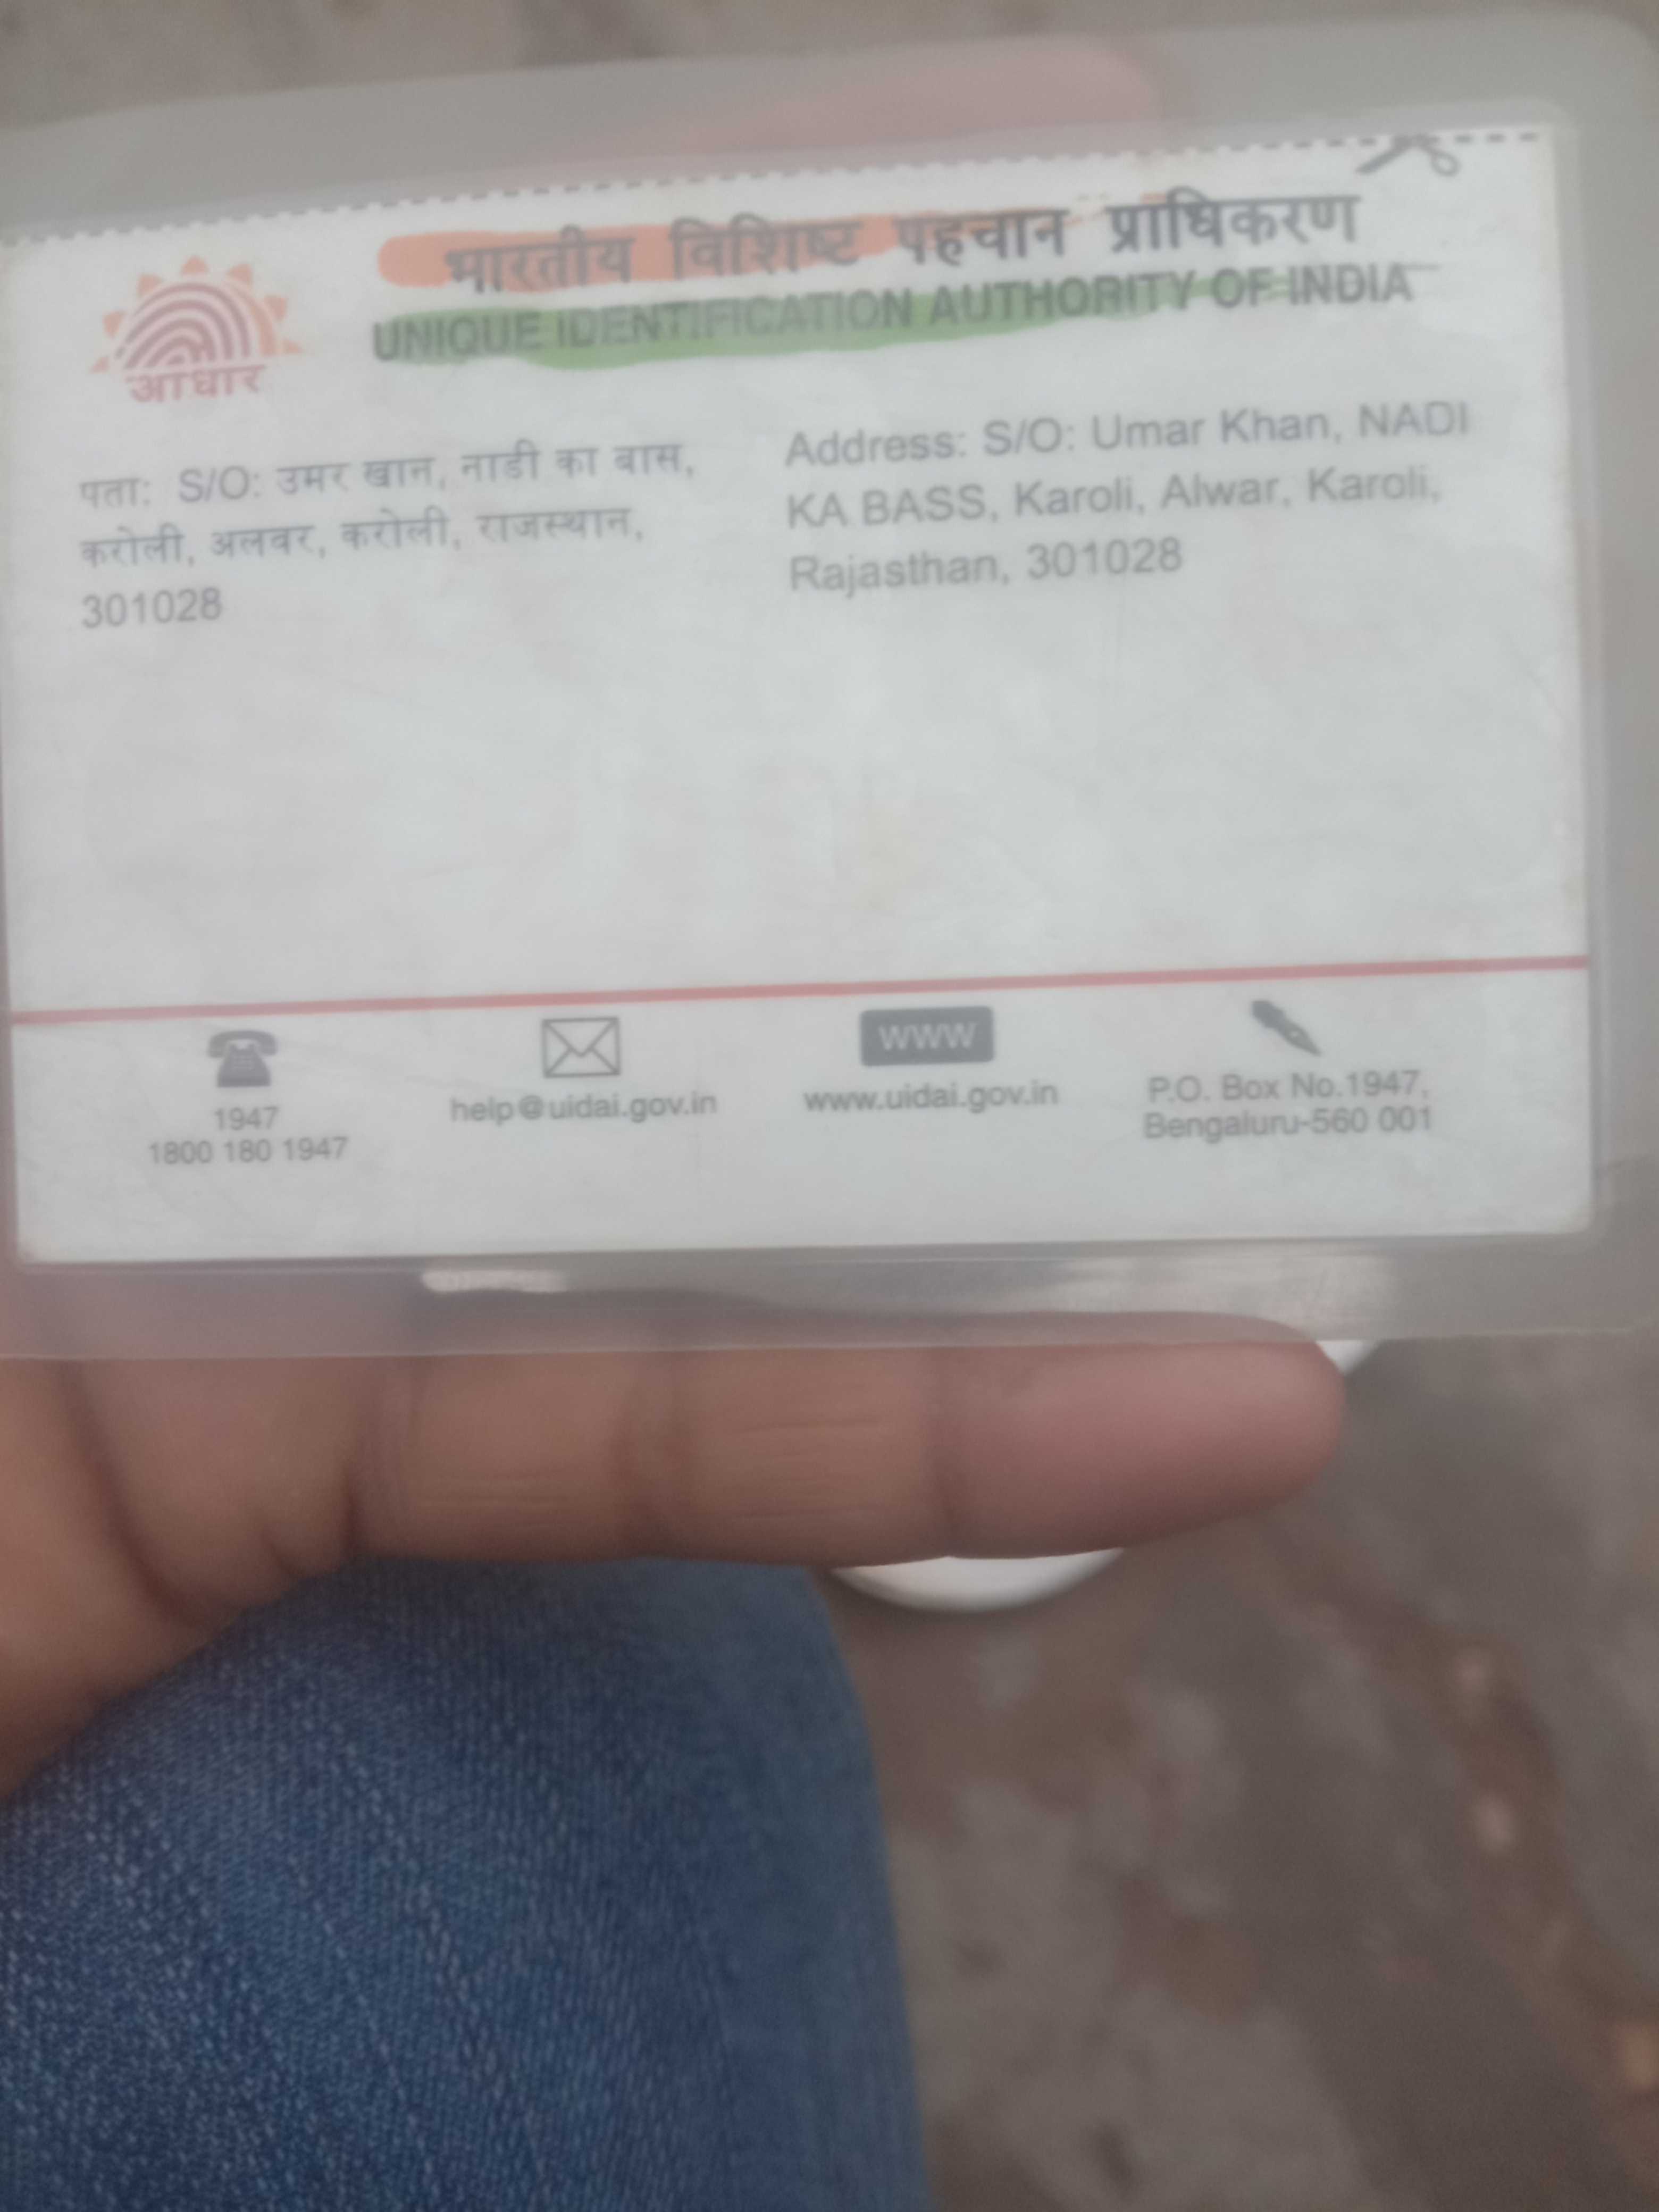 भारतीय विशिष्ट पहचान प्राधिकरण
UNIQUE IDENTIFICATION AUTHORITY OF INDIA
आधार
पता: S/O: उमर खान, नाडी का बास,
करोली, अलवर, करोली, राजस्थान,
301028
Address: S/O: Umar Khan, NADI
KA BASS, Karoli, Alwar, Karoli,
Rajasthan, 301028
1947
1800 180 1947
help@uidai.gov.in
WWW
www.uidai.gov.in
P.O. Box No.1947,
Bengaluru-560 001